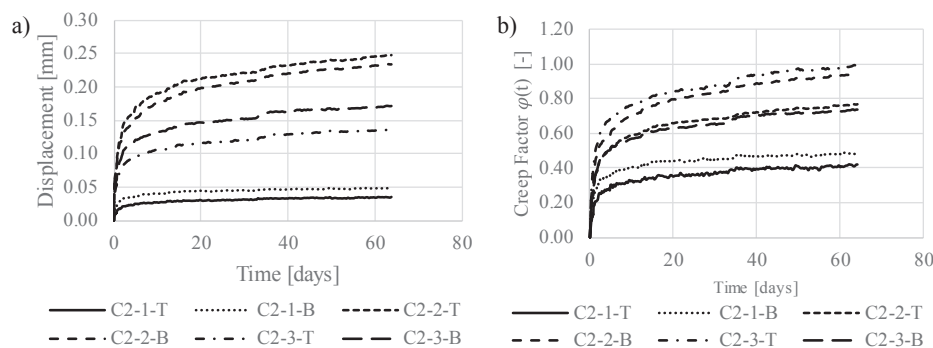 a)
Displacement [mm]
0.30
0.25
0.20
0.15
0.10
0.05
0.00
0 20 40 60 80
Time [days]
C2-1-T C2-1-B C2-2-T
C2-2-B C2-3-T C2-3-B
b)
Creep Factor φ(t) [-]
1.00
0.80
0.60
0.40
0.20
0.00
0 20 40 60 80
Time [days]
C2-1-T C2-1-B C2-2-T
C2-2-B C2-3-T C2-3-B